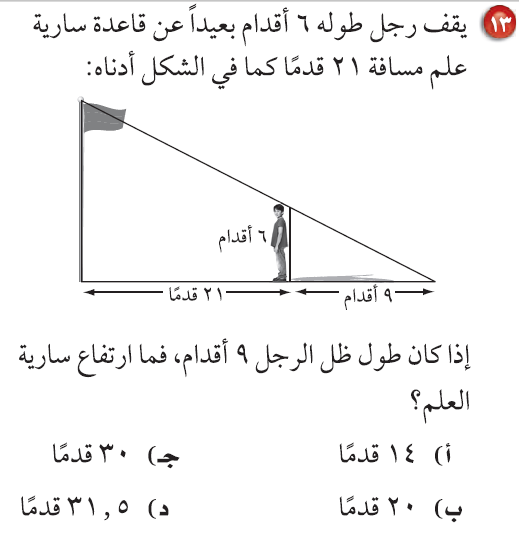 ١٣ يقف رجل طوله ٦ أقدام بعيداً عن قاعدة سارية
علم مسافة ٢١ قدمًا كما في الشكل أدناه:
٦ أقدام
٢١ قدمًا
٩ أقدام
إذا كان طول ظل الرجل ٩ أقدام، فما ارتفاع سارية
العلم؟
أ) ١٤ قدمًا
جـ) ٣٠ قدمًا
ب) ٢٠ قدمًا
د) ٣١,٥ قدمًا